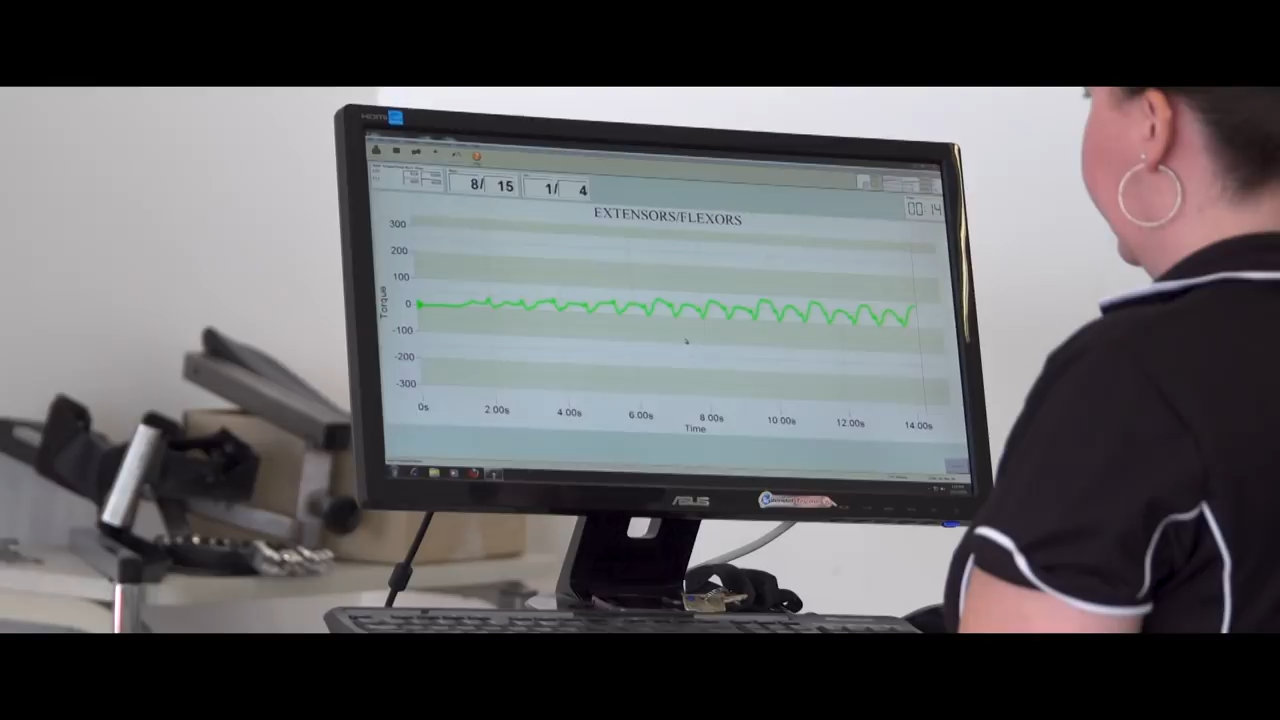 HDMI
8/ 15
1/ 4
00:14
EXTENSORS/FLEXORS
300
200
100
0
-100
-200
-300
Torque
0s
2.00s
4.00s
6.00s
8.00s
10.00s
12.00s
14.00s
Time
ASUS